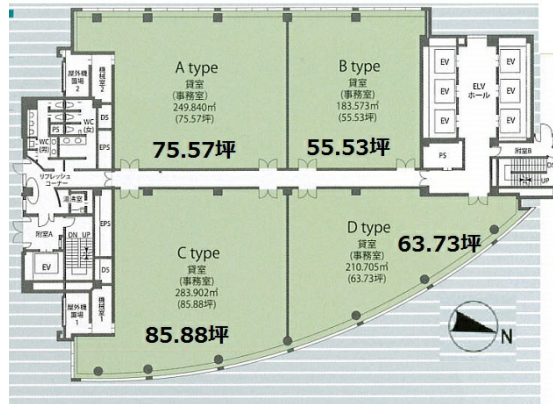 屋外機
置場
2
機械室2
A type
貸室
(事務室)
249.840㎡
(75.57坪)
75.57坪
B type
貸室
(事務室)
183.573㎡
(55.53坪)
55.53坪
EV
EV
EV
ELV
ホール
EV
EV
EV
WC
(女)
PS
WC
(男)
DS
EPS
PS
附室B
DN
UP
リフレッシュ
コーナー
湯沸室
附室A
DN
UP
EV
EPS
DS
C type
貸室
(事務室)
283.902㎡
(85.88坪)
85.88坪
D type
貸室
(事務室)
210.705㎡
(63.73坪)
63.73坪
屋外機
置場
1
機械室1
N